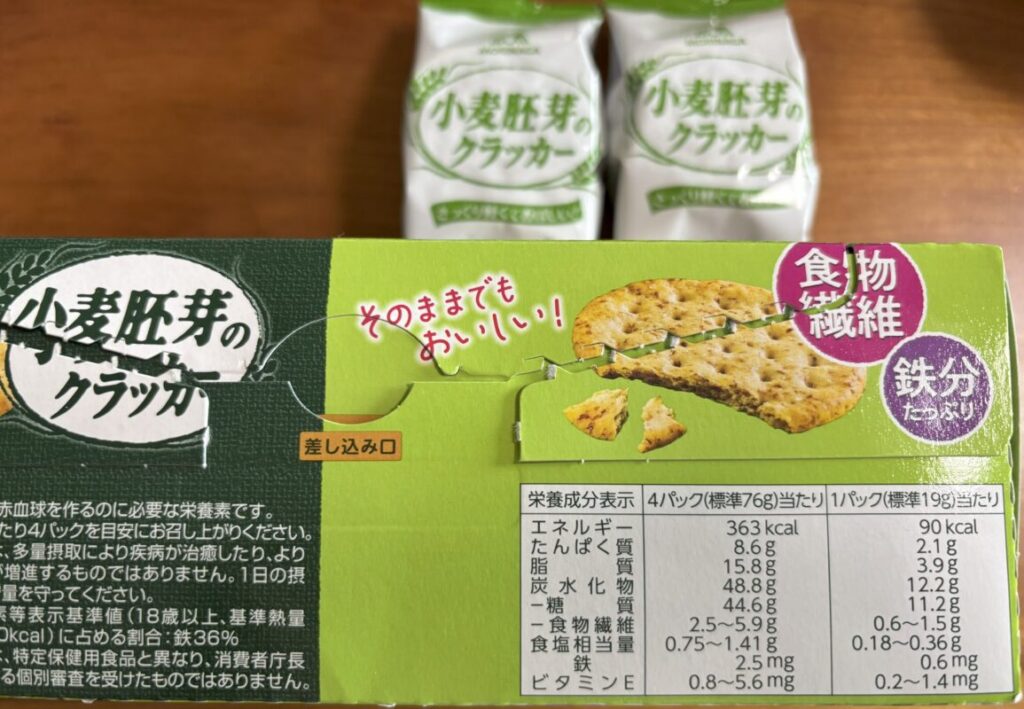 小麦胚芽の
クラッカー
小麦胚芽の
クラッカー
小麦胚芽の
クラッカー
そのままでも
おいしい!
食物
繊維
鉄分
たっぷり
差し込み口
赤血球を作るのに必要な栄養素です。
たり4パックを目安にお召し上がりください。
、多量摂取により疾病が治癒したり、より
増進するものではありません。1日の摂
量を守ってください。
素等表示基準値(18歳以上、基準熱量
0kcal)に占める割合:鉄36%
、特定保健用食品と異なり、消費者庁長
る個別審査を受けたものではありません。
栄養成分表示 4パック(標準76g)当たり 1パック(標準19g)当たり
エネルギー 363kcal 90kcal
たんぱく質 8.6g 2.1g
脂質 15.8g 3.9g
炭水化物 48.8g 12.2g
−糖質 44.6g 11.2g
−食物繊維 2.5〜5.9g 0.6〜1.5g
食塩相当量 0.75〜1.41g 0.18〜0.36g
鉄 2.5mg 0.6mg
ビタミンE 0.8〜5.6mg 0.2〜1.4mg